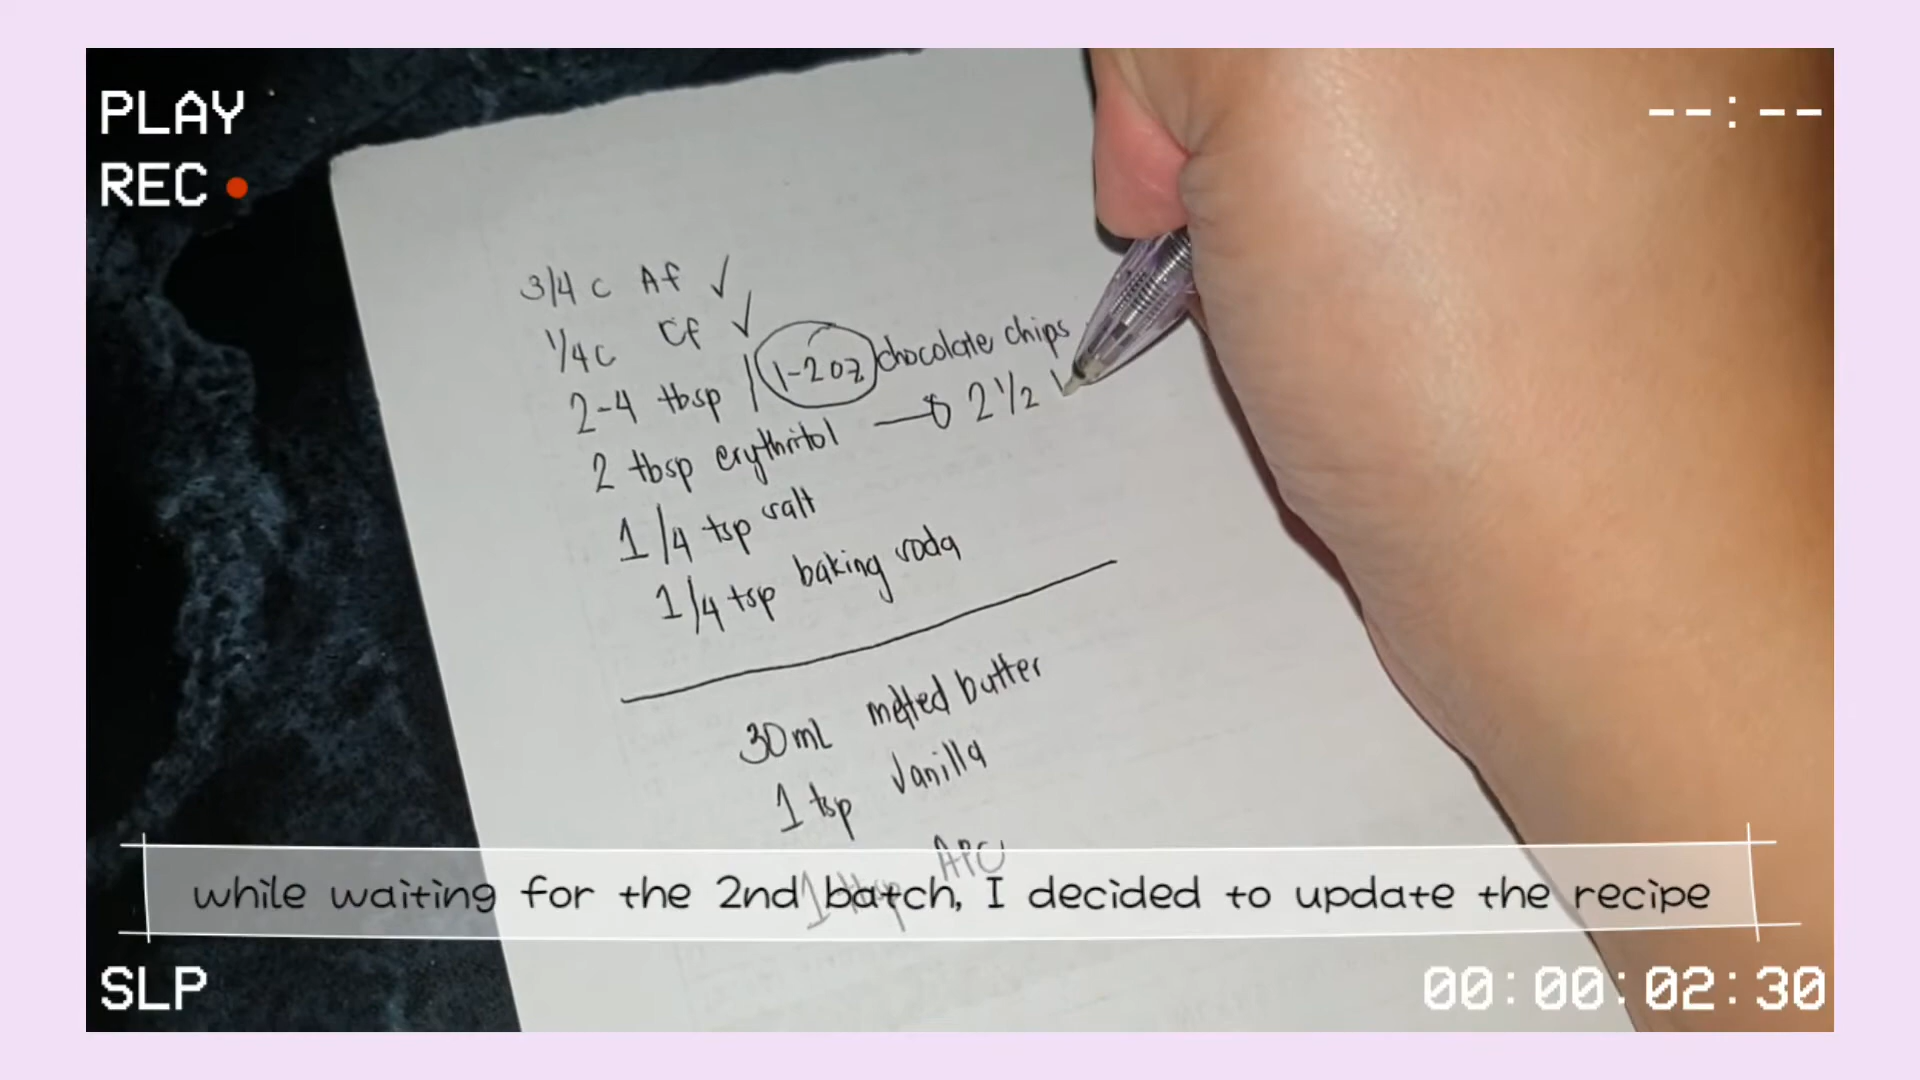 PLAY
REC
--:--
3/4 c Af ✓
1/4 c Cf ✓
2-4 tbsp / 1-2 oz chocolate chips
2 tbsp erythritol → 2 1/2
1/4 tsp salt
1/4 tsp baking soda
30 ml melted butter
1 tsp vanilla
1 tbsp
while waiting for the 2nd batch, I decided to update the recipe
SLP
00:00:02:30